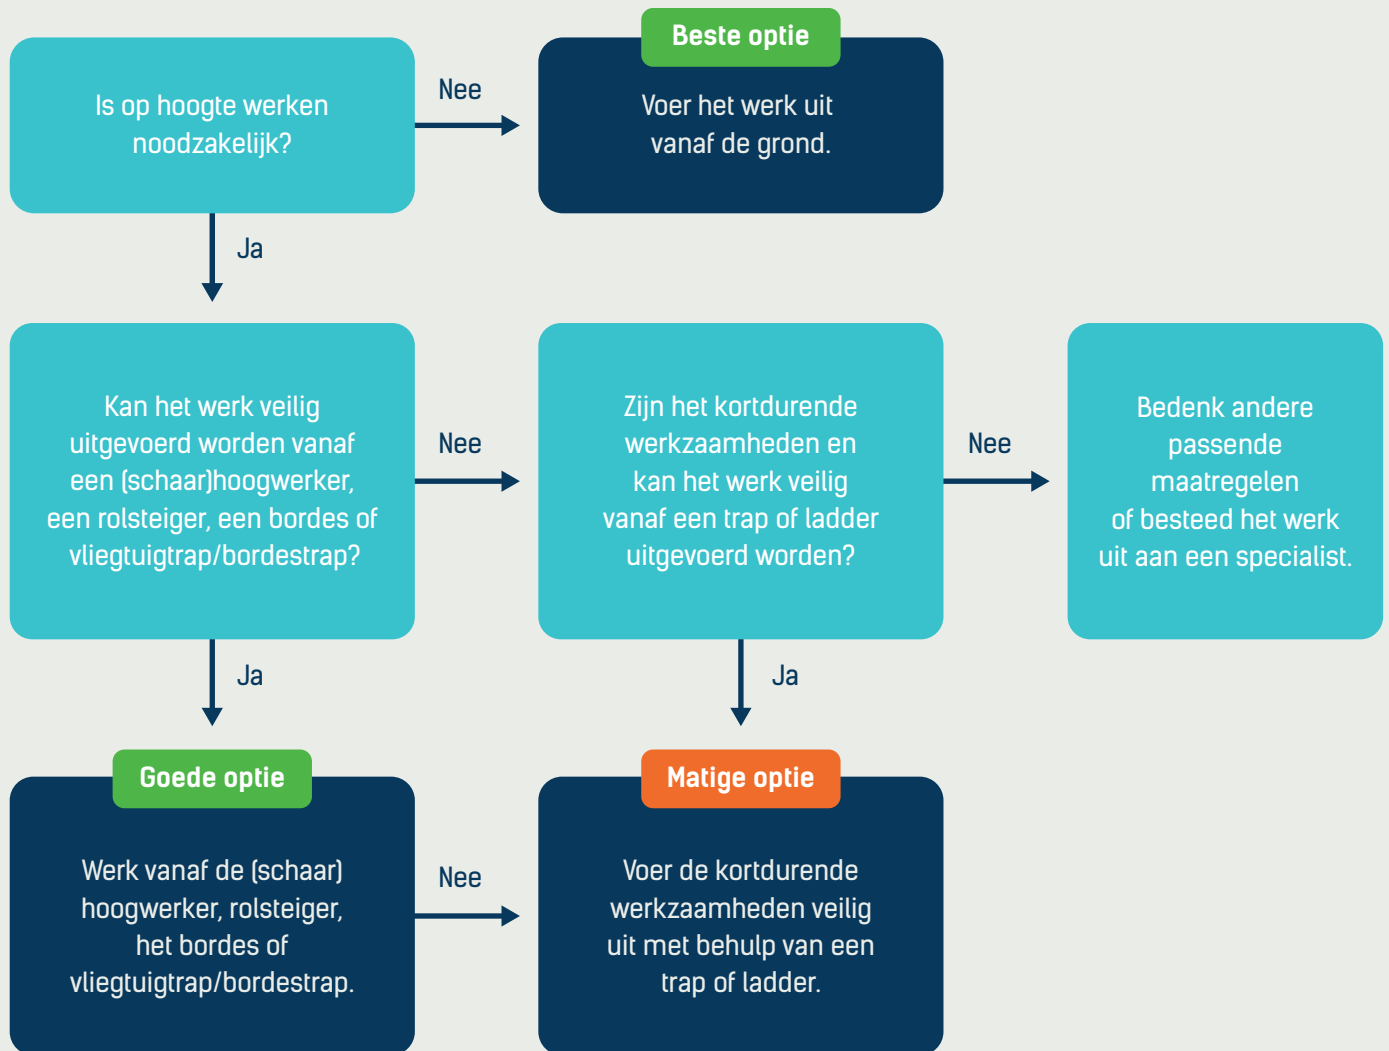 Is op hoogte werken
noodzakelijk?
Nee
Beste optie
Voer het werk uit
vanaf de grond.
Ja
Kan het werk veilig
uitgevoerd worden vanaf
een (schaar)hoogwerker,
een rolsteiger, een bordes of
vliegtuigtrap/bordestrap?
Nee
Zijn het kortdurende
werkzaamheden en
kan het werk veilig
vanaf een trap of ladder
uitgevoerd worden?
Nee
Bedenk andere
passende
maatregelen
of besteed het werk
uit aan een specialist.
Ja
Ja
Goede optie
Werk vanaf de (schaar)
hoogwerker, rolsteiger,
het bordes of
vliegtuigtrap/bordestrap.
Nee
Matige optie
Voer de kortdurende
werkzaamheden veilig
uit met behulp van een
trap of ladder.